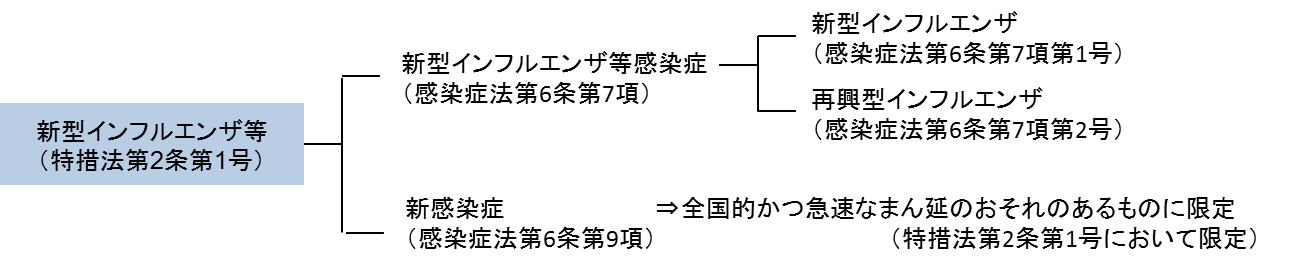 新型インフルエンザ等
（特措法第2条第1号）
新型インフルエンザ等感染症
（感染症法第6条第7項）
新型インフルエンザ
（感染症法第6条第7項第1号）
再興型インフルエンザ
（感染症法第6条第7項第2号）
新感染症
（感染症法第6条第9項）
⇒全国的かつ急速なまん延のおそれのあるものに限定
（特措法第2条第1号において限定）